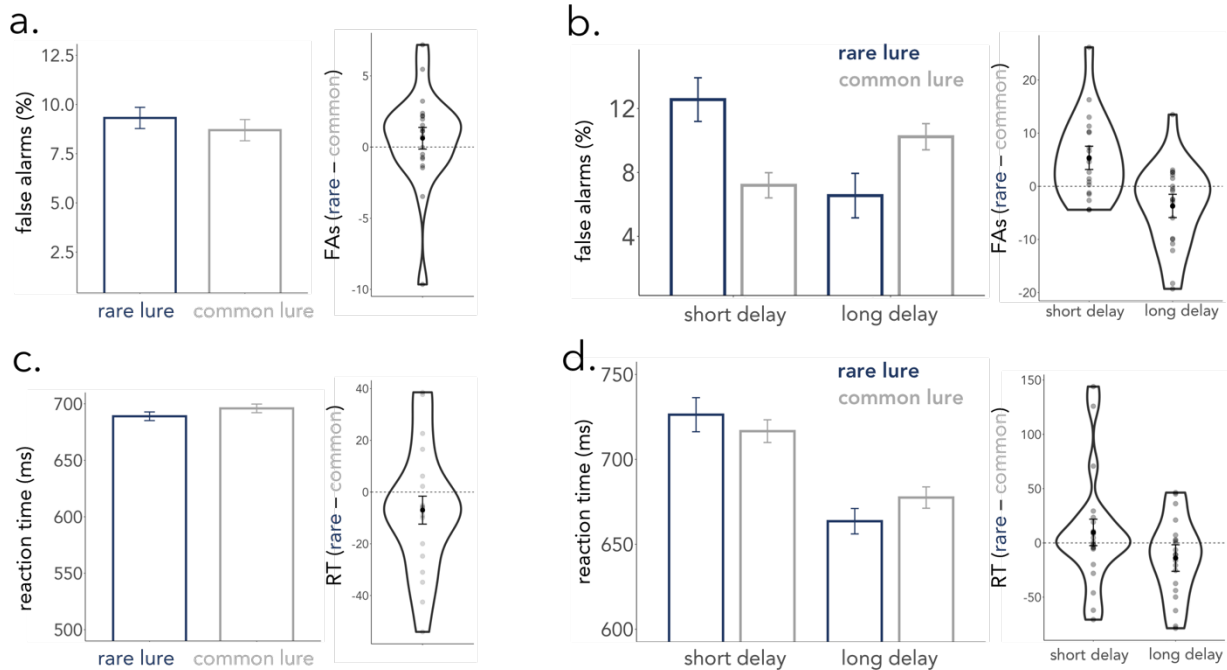 a.
false alarms (%)
12.5
10.0
7.5
5.0
2.5
rare lure
common lure
FAs (rare – common)
5
0
-5
-10
b.
rare lure
common lure
false alarms (%)
12
8
4
short delay
long delay
FAs (rare – common)
20
10
0
-10
-20
short delay
long delay
c.
reaction time (ms)
700
650
600
550
500
rare lure
common lure
RT (rare – common)
40
20
0
-20
-40
d.
rare lure
common lure
reaction time (ms)
750
700
650
600
short delay
long delay
RT (rare – common)
150
100
50
0
-50
short delay
long delay